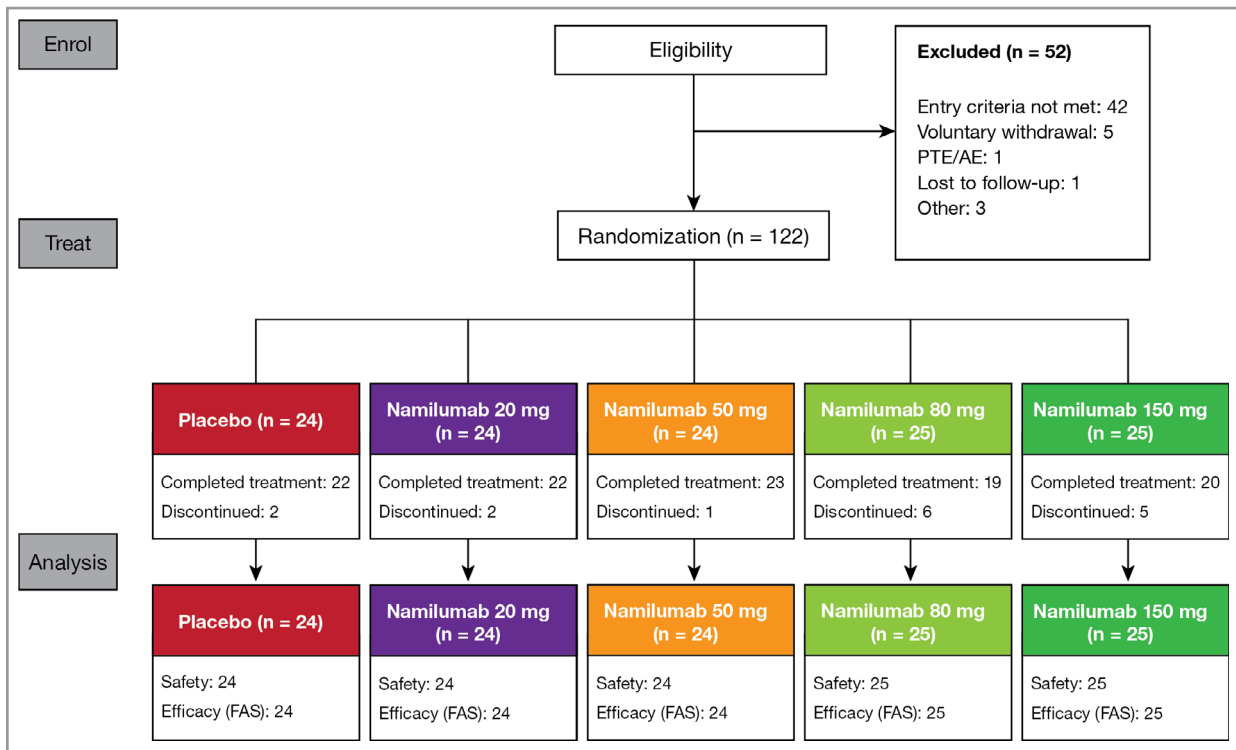 Enrol
Eligibility
Excluded (n = 52)
Entry criteria not met: 42
Voluntary withdrawal: 5
PTE/AE: 1
Lost to follow-up: 1
Other: 3
Treat
Randomization (n = 122)
Placebo (n = 24)
Completed treatment: 22
Discontinued: 2
Namilumab 20 mg
(n = 24)
Completed treatment: 22
Discontinued: 2
Namilumab 50 mg
(n = 24)
Completed treatment: 23
Discontinued: 1
Namilumab 80 mg
(n = 25)
Completed treatment: 19
Discontinued: 6
Namilumab 150 mg
(n = 25)
Completed treatment: 20
Discontinued: 5
Analysis
Placebo (n = 24)
Safety: 24
Efficacy (FAS): 24
Namilumab 20 mg
(n = 24)
Safety: 24
Efficacy (FAS): 24
Namilumab 50 mg
(n = 24)
Safety: 24
Efficacy (FAS): 24
Namilumab 80 mg
(n = 25)
Safety: 25
Efficacy (FAS): 25
Namilumab 150 mg
(n = 25)
Safety: 25
Efficacy (FAS): 25